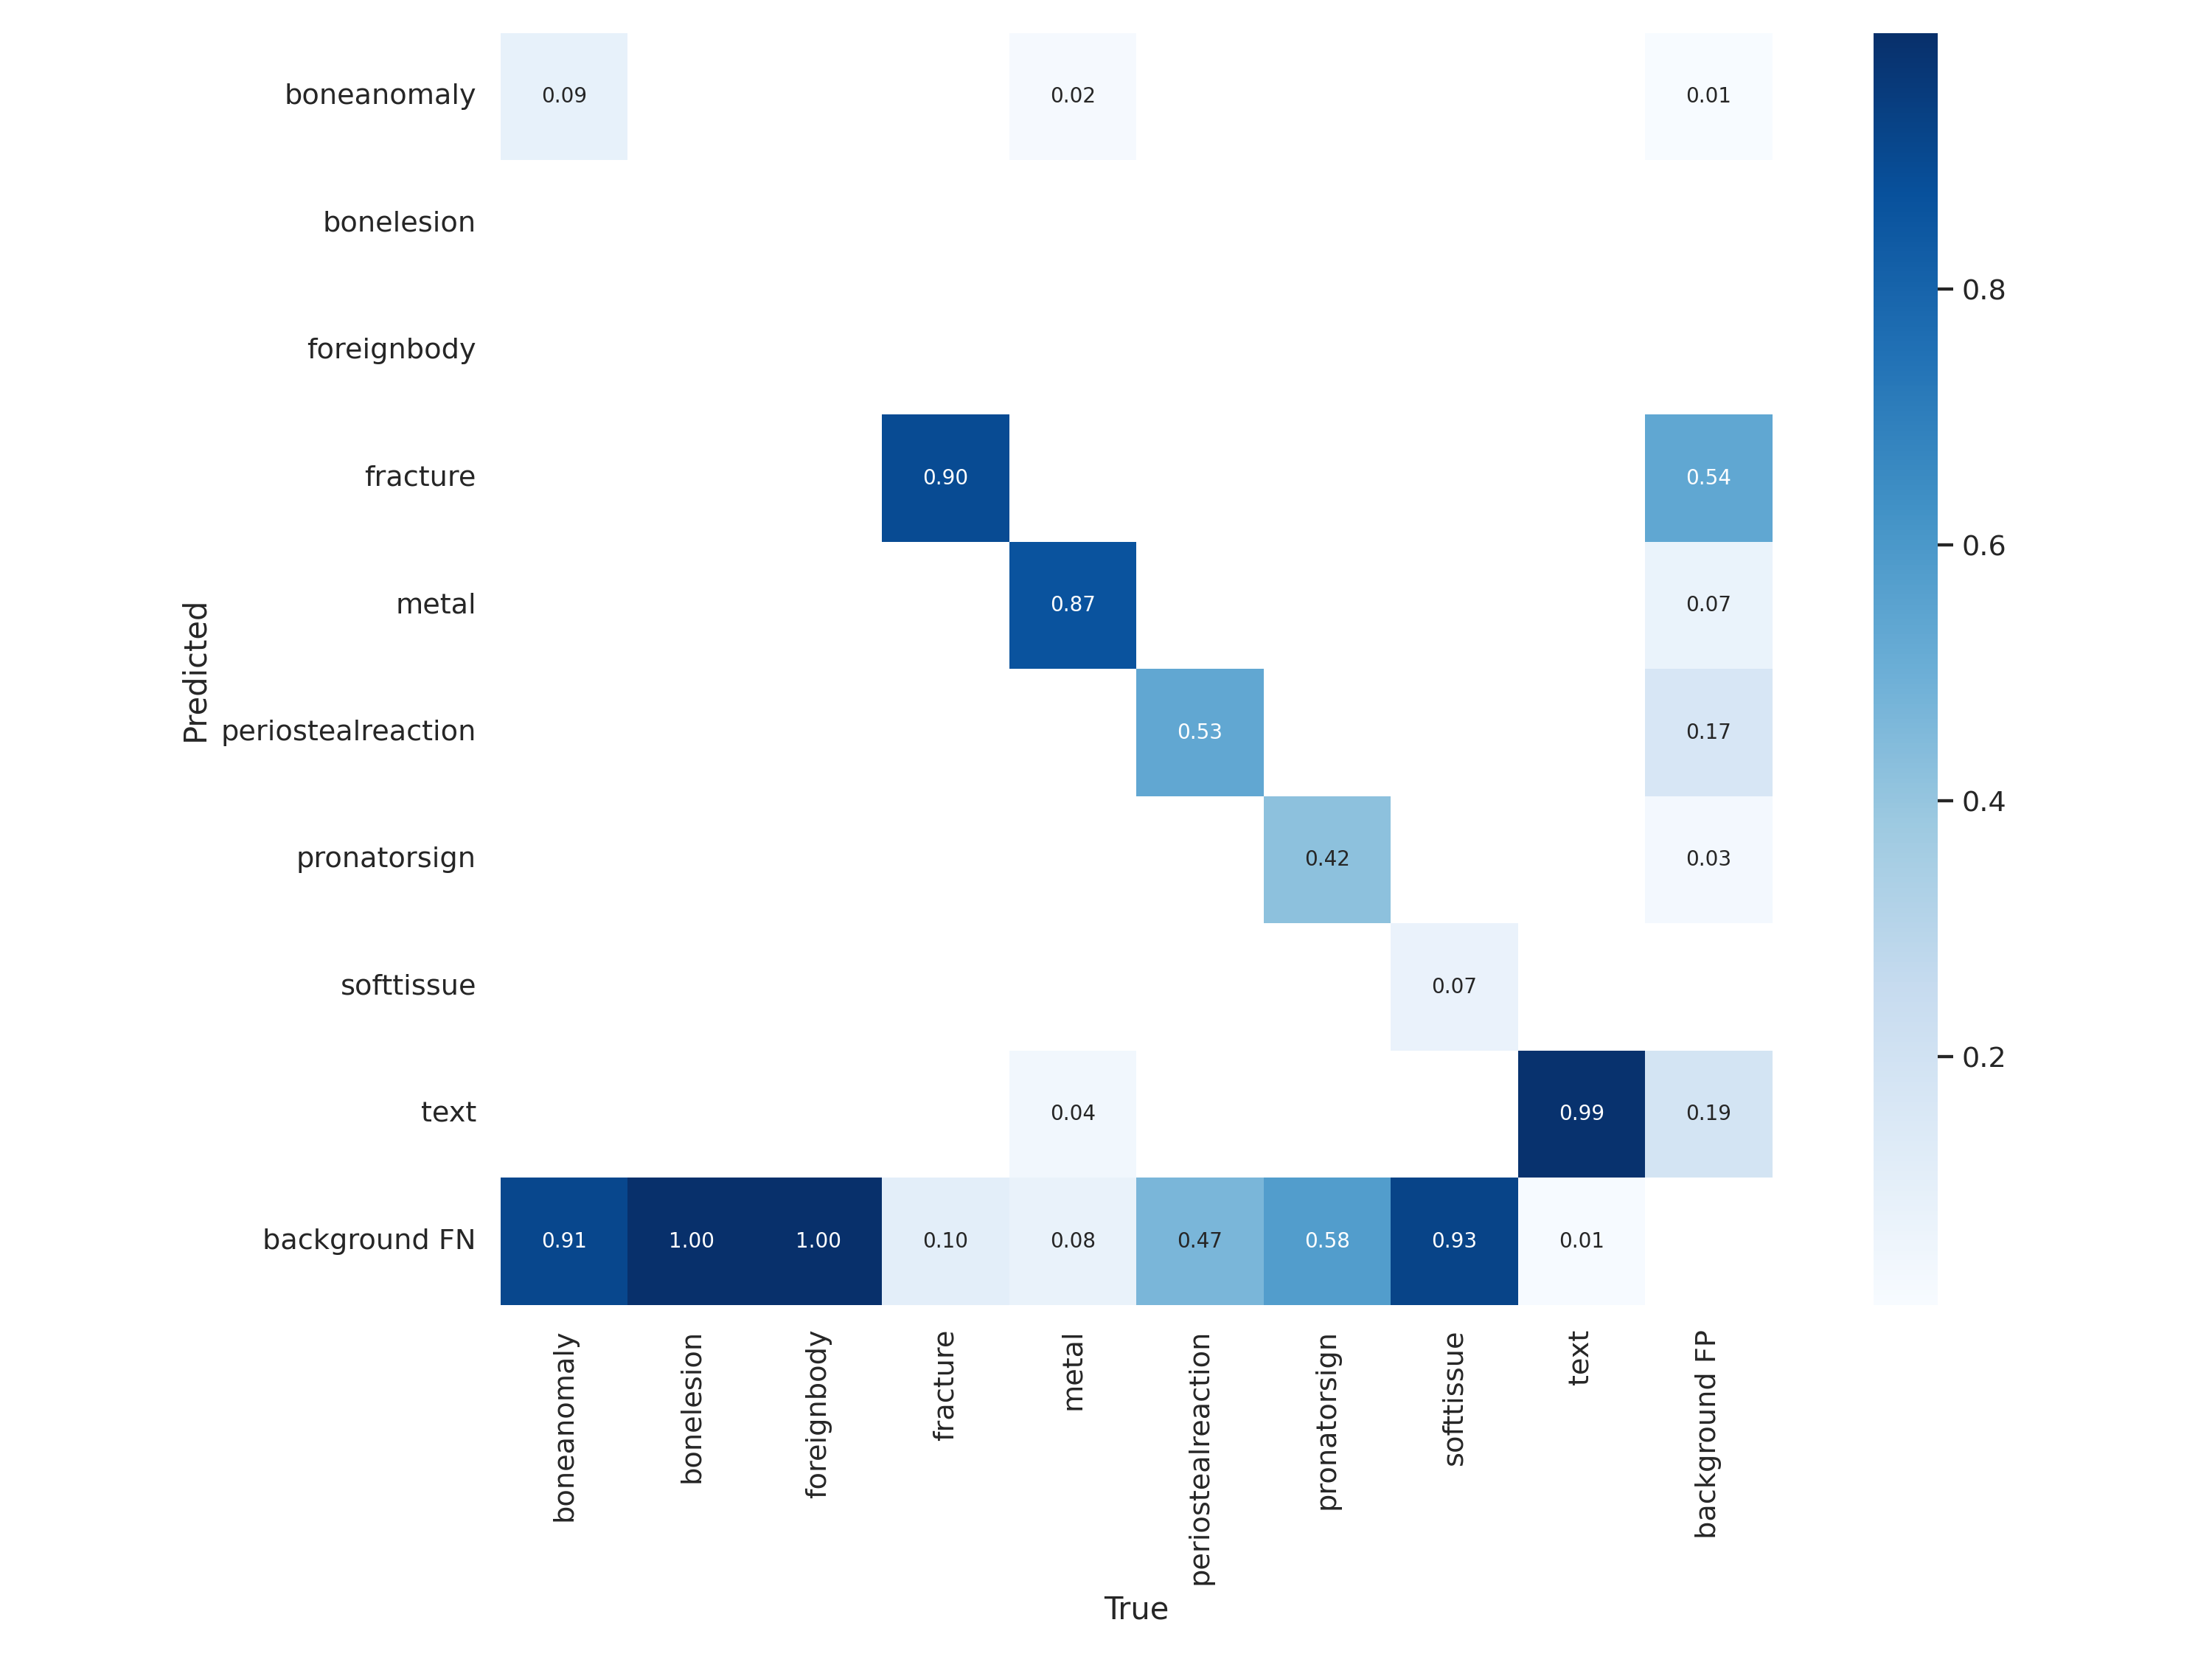 boneanomaly 0.09 0.02 0.01
bonelesion
foreignbody
fracture 0.90 0.54
metal 0.87 0.07
periostealreaction 0.53 0.17
pronatorsign 0.42 0.03
softtissue 0.07
text 0.04 0.99 0.19
background FN 0.91 1.00 1.00 0.10 0.08 0.47 0.58 0.93 0.01
Predicted
boneanomaly
bonelesion
foreignbody
fracture
metal
periostealreaction
pronatorsign
softtissue
text
background FP
True
0.8
0.6
0.4
0.2